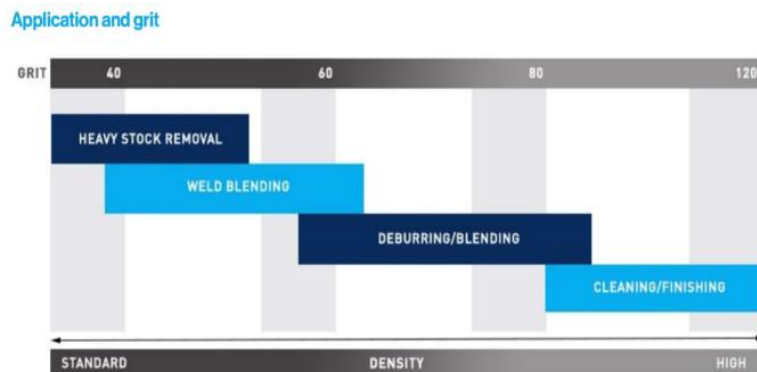 Application and grit
GRIT 40 60 80 120
HEAVY STOCK REMOVAL
WELD BLENDING
DEBURRING/BLENDING
CLEANING/FINISHING
STANDARD DENSITY HIGH